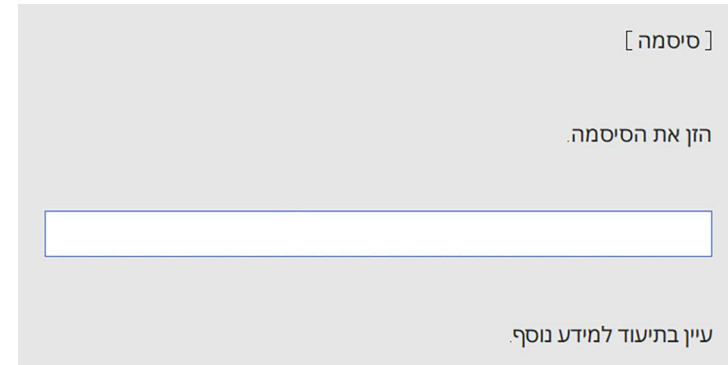 [ סיסמה ]
הזן את הסיסמה.
עיין בתיעוד למידע נוסף.